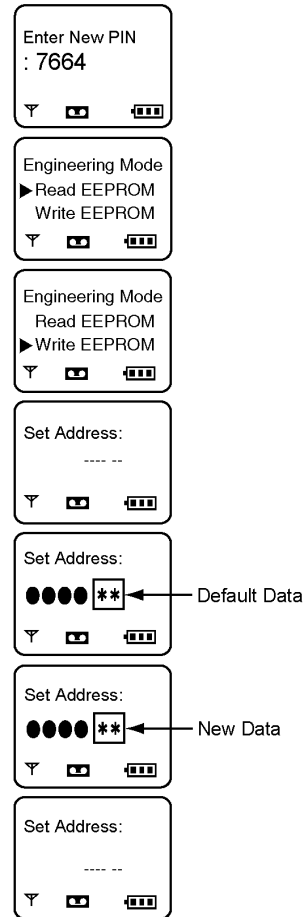 Enter New PIN
: 7664
Engineering Mode
▶Read EEPROM
Write EEPROM
Engineering Mode
Read EEPROM
▶Write EEPROM
Set Address:
---- --
Set Address:
●●●● ** Default Data
Set Address:
●●●● ** New Data
Set Address:
---- --